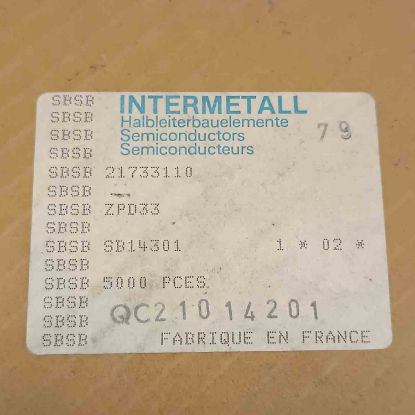 SBSB INTERMETALL
SBSB Halbleiterbauelemente 79
SBSB Semiconductors
SBSB Semiconducteurs
SBSB 21733110
SBSB —
SBSB ZPD33
SBSB
SBSB SB14301 1 * 02 *
SBSB
SBSB 5000 PCES
SBSB QC21014201
SBSB
SBSB FABRIQUE EN FRANCE